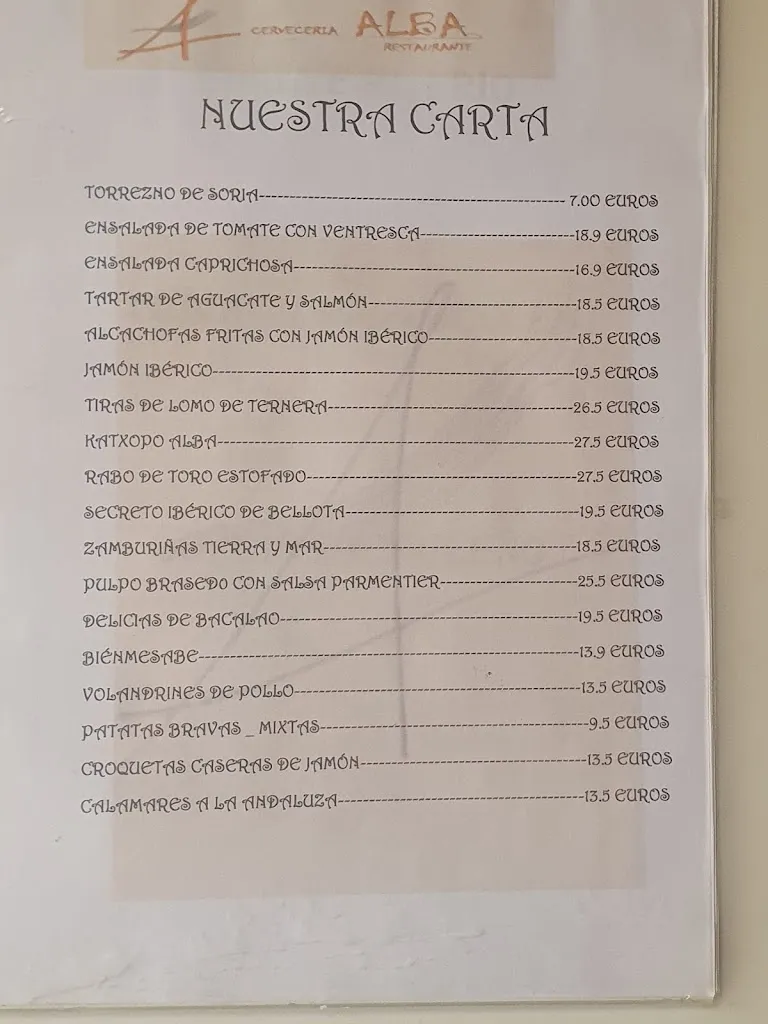 CERVECERIA ALBA
RESTAURANTE
NUESTRA CARTA
TORREZNO DE SORIA------------------------------------------------- 7.00 EUROS
ENSALADA DE TOMATE CON VENTRESCA-------------------------18.9 EUROS
ENSALADA CAPRICHOSA---------------------------------------------16.9 EUROS
TARTAR DE AGUACATE Y SALMÓN---------------------------------18.5 EUROS
ALCACHOFAS FRITAS CON JAMÓN IBÉRICO------------------------18.5 EUROS
JAMÓN IBÉRICO----------------------------------------------------------19.5 EUROS
TIRAS DE LOMO DE TERNERA---------------------------------------26.5 EUROS
KATXOPO ALBA---------------------------------------------------------27.5 EUROS
RABO DE TORO ESTOFADO-------------------------------------------27.5 EUROS
SECRETO IBÉRICO DE BELLOTA-------------------------------------19.5 EUROS
ZAMBURIÑAS TIERRA Y MAR----------------------------------------18.5 EUROS
PULPO BRASEDO CON SALSA PARMENTIER----------------------25.5 EUROS
DELICIAS DE BACALAO-----------------------------------------------19.5 EUROS
BIÉNMESABE-------------------------------------------------------------13.9 EUROS
VOLANDRINES DE POLLO----------------------------------------------13.5 EUROS
PATATAS BRAVAS _ MIXTAS-------------------------------------------9.5 EUROS
CROQUETAS CASERAS DE JAMÓN------------------------------------13.5 EUROS
CALAMARES A LA ANDALUZA---------------------------------------13.5 EUROS